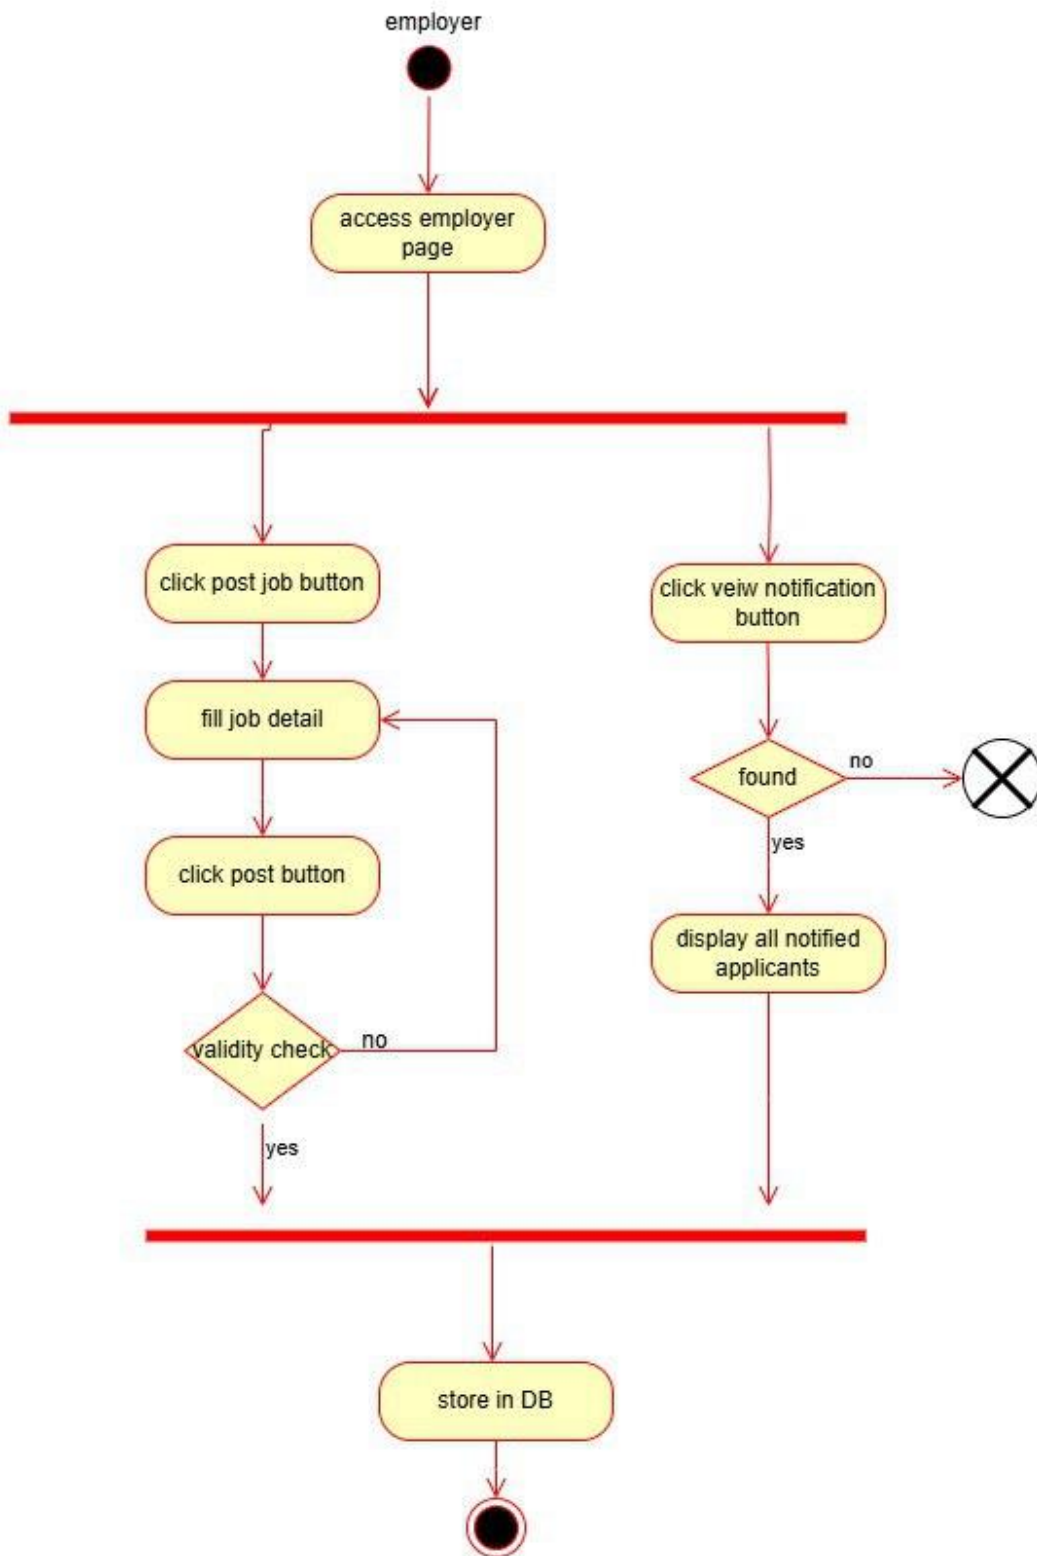 employer
access employer
page
click post job button
fill job detail
click post button
validity check
no
yes
click veiw notification
button
found
no
yes
display all notified
applicants
store in DB